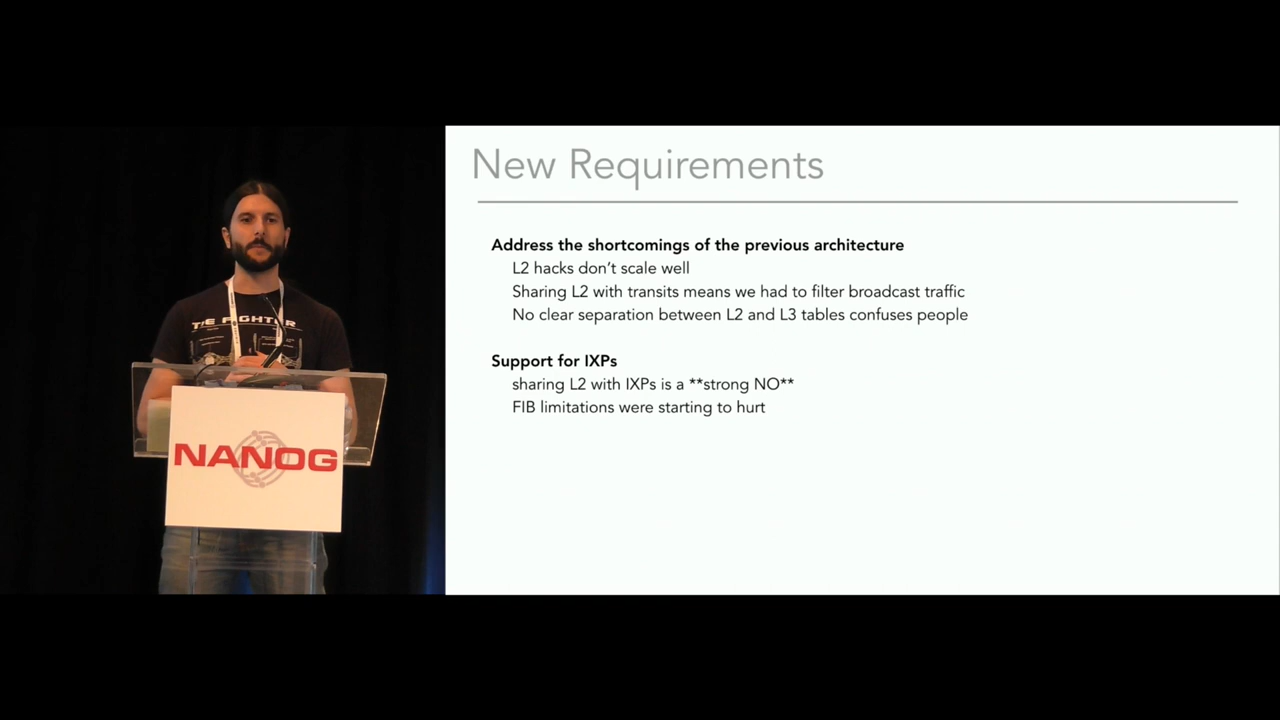 New Requirements
Address the shortcomings of the previous architecture
L2 hacks don’t scale well
Sharing L2 with transits means we had to filter broadcast traffic
No clear separation between L2 and L3 tables confuses people
Support for IXPs
sharing L2 with IXPs is a **strong NO**
FIB limitations were starting to hurt
TIE FIGHTER
NANOG